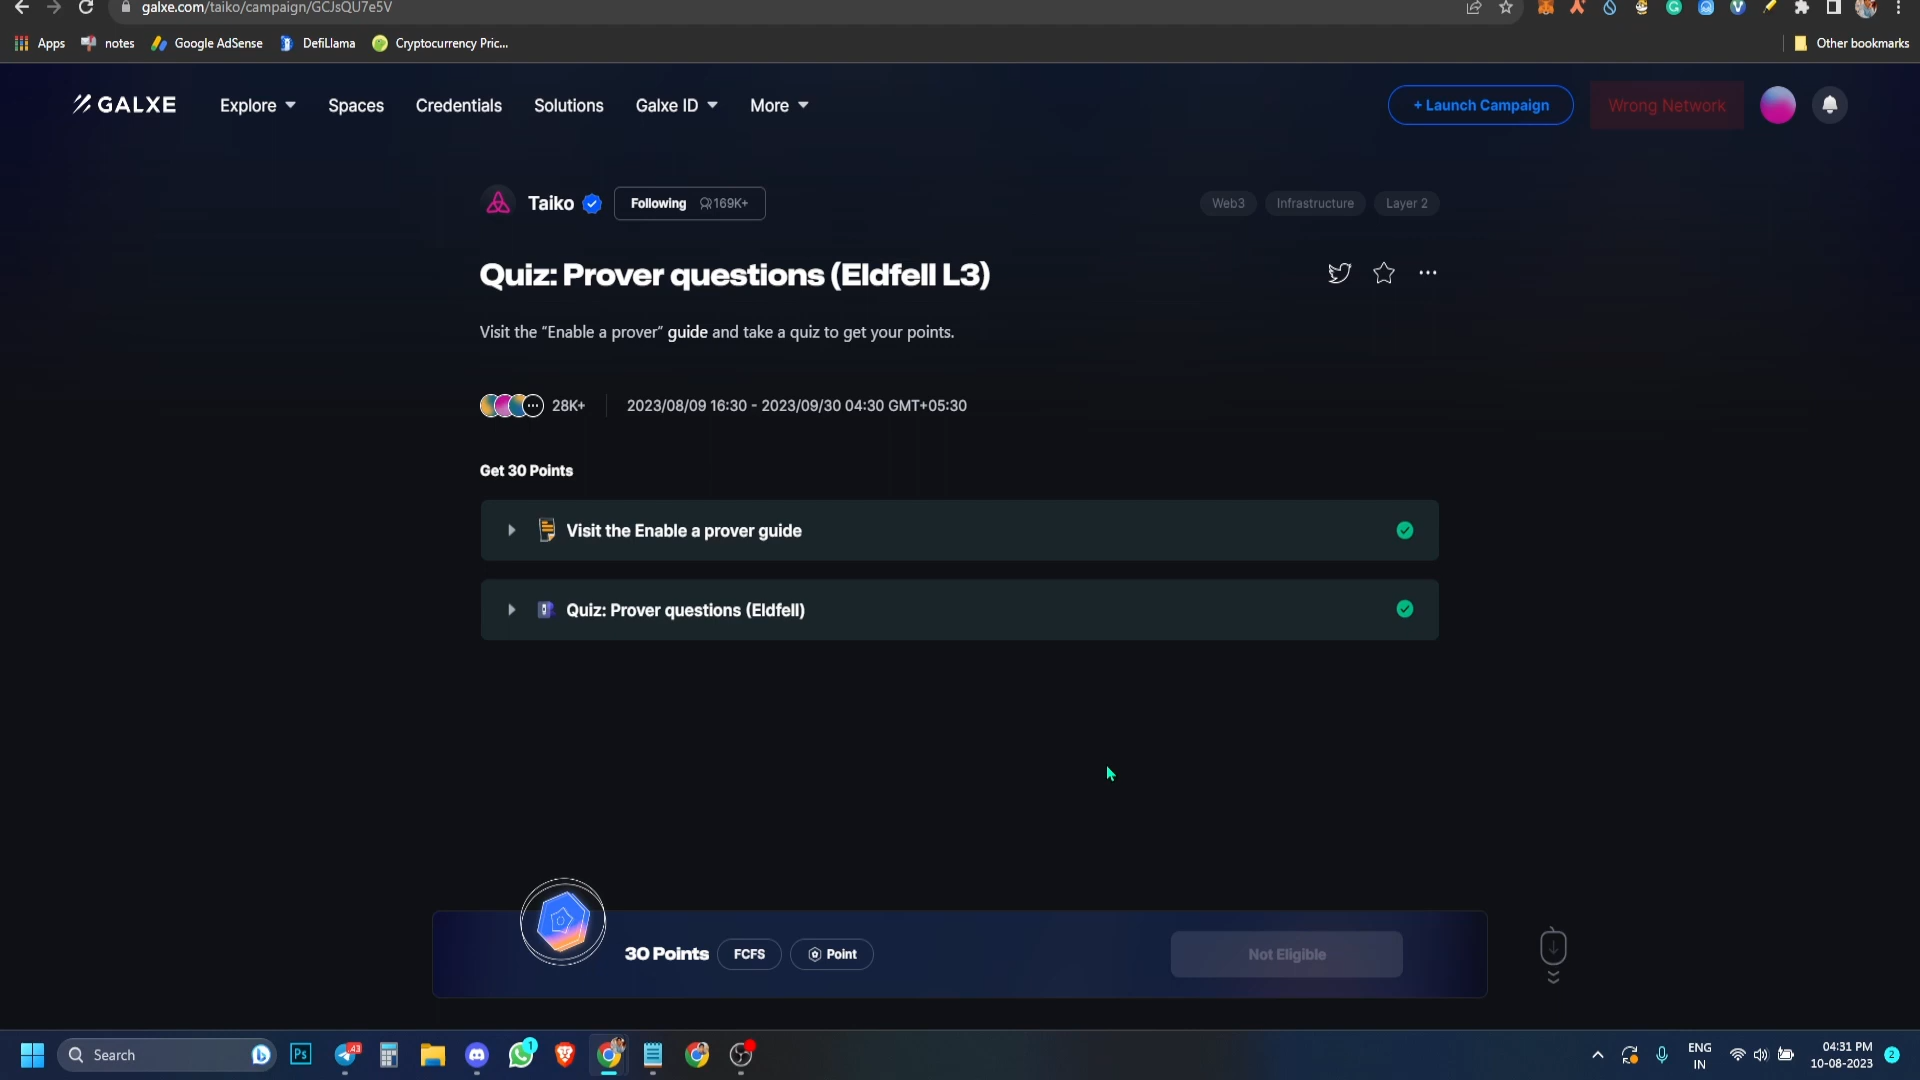 galxe.com/taiko/campaign/GCJsQU7e5V
Apps notes Google AdSense DefiLlama Cryptocurrency Pric... Other bookmarks
GALXE Explore Spaces Credentials Solutions Galxe ID More + Launch Campaign Wrong Network
Taiko Following 169K+ Web3 Infrastructure Layer 2
Quiz: Prover questions (Eldfell L3)
Visit the “Enable a prover” guide and take a quiz to get your points.
28K+ 2023/08/09 16:30 - 2023/09/30 04:30 GMT+05:30
Get 30 Points
Visit the Enable a prover guide
Quiz: Prover questions (Eldfell)
30 Points FCFS Point Not Eligible
Search Ps 43 1 ENG 04:31 PM
IN 10-08-2023 2